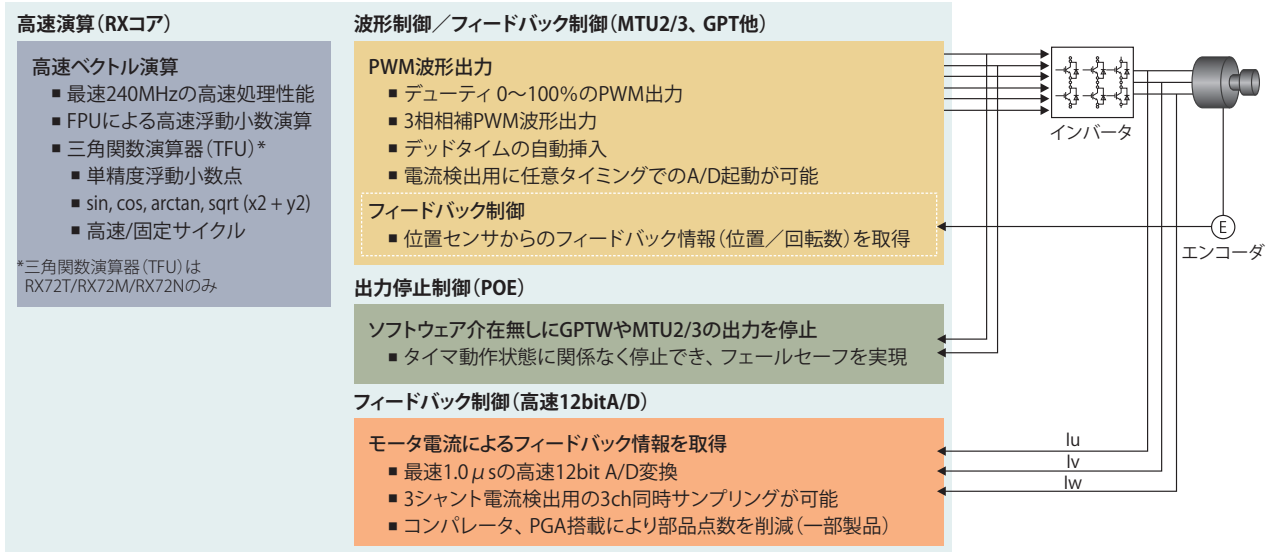 高速演算(RXコア)
高速ベクトル演算
■ 最速240MHzの高速処理性能
■ FPUによる高速浮動小数演算
■ 三角関数演算器(TFU)*
■ 単精度浮動小数点
■ sin, cos, arctan, sqrt (x2 + y2)
■ 高速/固定サイクル
*三角関数演算器(TFU)は
RX72T/RX72M/RX72Nのみ
波形制御／フィードバック制御(MTU2/3、GPT他)
PWM波形出力
■ デューティ 0〜100%のPWM出力
■ 3相相補PWM波形出力
■ デッドタイムの自動挿入
■ 電流検出用に任意タイミングでのA/D起動が可能
フィードバック制御
■ 位置センサからのフィードバック情報(位置／回転数)を取得
出力停止制御(POE)
ソフトウェア介在無しにGPTWやMTU2/3の出力を停止
■ タイマ動作状態に関係なく停止でき、フェールセーフを実現
フィードバック制御(高速12bitA/D)
モータ電流によるフィードバック情報を取得
■ 最速1.0μsの高速12bit A/D変換
■ 3シャント電流検出用の3ch同時サンプリングが可能
■ コンパレータ、PGA搭載により部品点数を削減(一部製品)
インバータ
E
エンコーダ
Iu
Iv
Iw